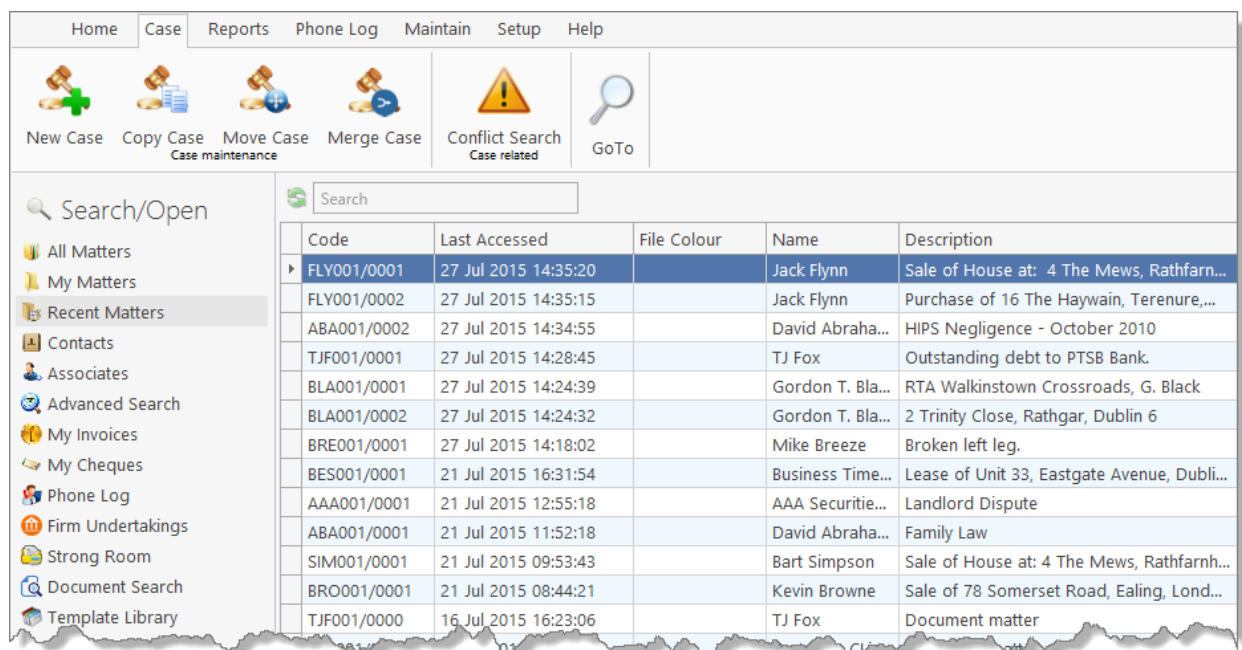 Home Case Reports Phone Log Maintain Setup Help
New Case Copy Case Move Case Merge Case Conflict Search GoTo
Case maintenance Case related
Search/Open
All Matters
My Matters
Recent Matters
Contacts
Associates
Advanced Search
My Invoices
My Cheques
Phone Log
Firm Undertakings
Strong Room
Document Search
Template Library
Search
Code Last Accessed File Colour Name Description
FLY001/0001 27 Jul 2015 14:35:20 Jack Flynn Sale of House at: 4 The Mews, Rathfarn...
FLY001/0002 27 Jul 2015 14:35:15 Jack Flynn Purchase of 16 The Haywain, Terenure,...
ABA001/0002 27 Jul 2015 14:34:55 David Abraha... HIPS Negligence - October 2010
TJF001/0001 27 Jul 2015 14:28:45 TJ Fox Outstanding debt to PTSB Bank.
BLA001/0001 27 Jul 2015 14:24:39 Gordon T. Bla... RTA Walkinstown Crossroads, G. Black
BLA001/0002 27 Jul 2015 14:24:32 Gordon T. Bla... 2 Trinity Close, Rathgar, Dublin 6
BRE001/0001 27 Jul 2015 14:18:02 Mike Breeze Broken left leg.
BES001/0001 21 Jul 2015 16:31:54 Business Time... Lease of Unit 33, Eastgate Avenue, Dubli...
AAA001/0001 21 Jul 2015 12:55:18 AAA Securitie... Landlord Dispute
ABA001/0001 21 Jul 2015 11:52:18 David Abraha... Family Law
SIM001/0001 21 Jul 2015 09:53:43 Bart Simpson Sale of House at: 4 The Mews, Rathfarnh...
BRO001/0001 21 Jul 2015 08:44:21 Kevin Browne Sale of 78 Somerset Road, Ealing, Lond...
TJF001/0000 16 Jul 2015 16:23:06 TJ Fox Document matter